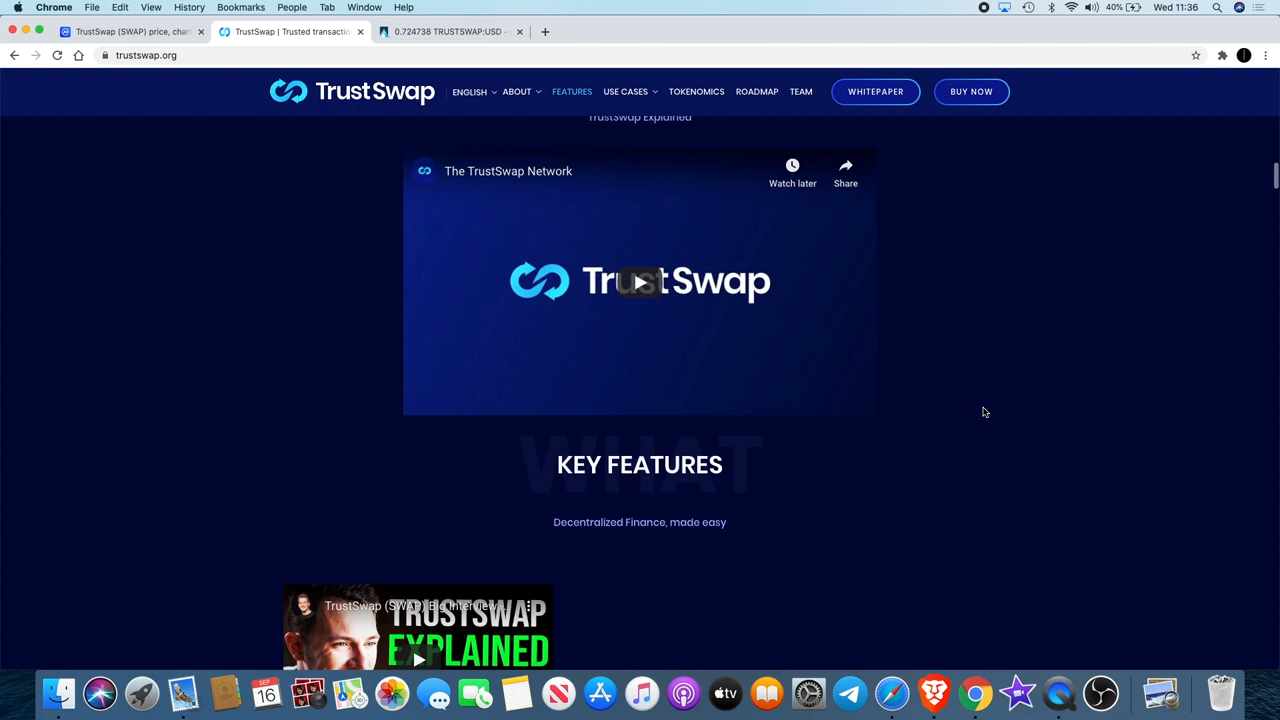 Chrome File Edit View History Bookmarks People Tab Window Help 40% Wed 11:36
TrustSwap (SWAP) price, char
TrustSwap | Trusted transactio
0.724738 TRUSTSWAP:USD -
trustswap.org
TrustSwap ENGLISH ABOUT FEATURES USE CASES TOKENOMICS ROADMAP TEAM WHITEPAPER BUY NOW
TrustSwap Explained
The TrustSwap Network
Watch later
Share
TrustSwap
WHAT
KEY FEATURES
Decentralized Finance, made easy
TrustSwap (SWAP) Big Interview
TRUSTSWAP
EXPLAINED
SEP
16
tv